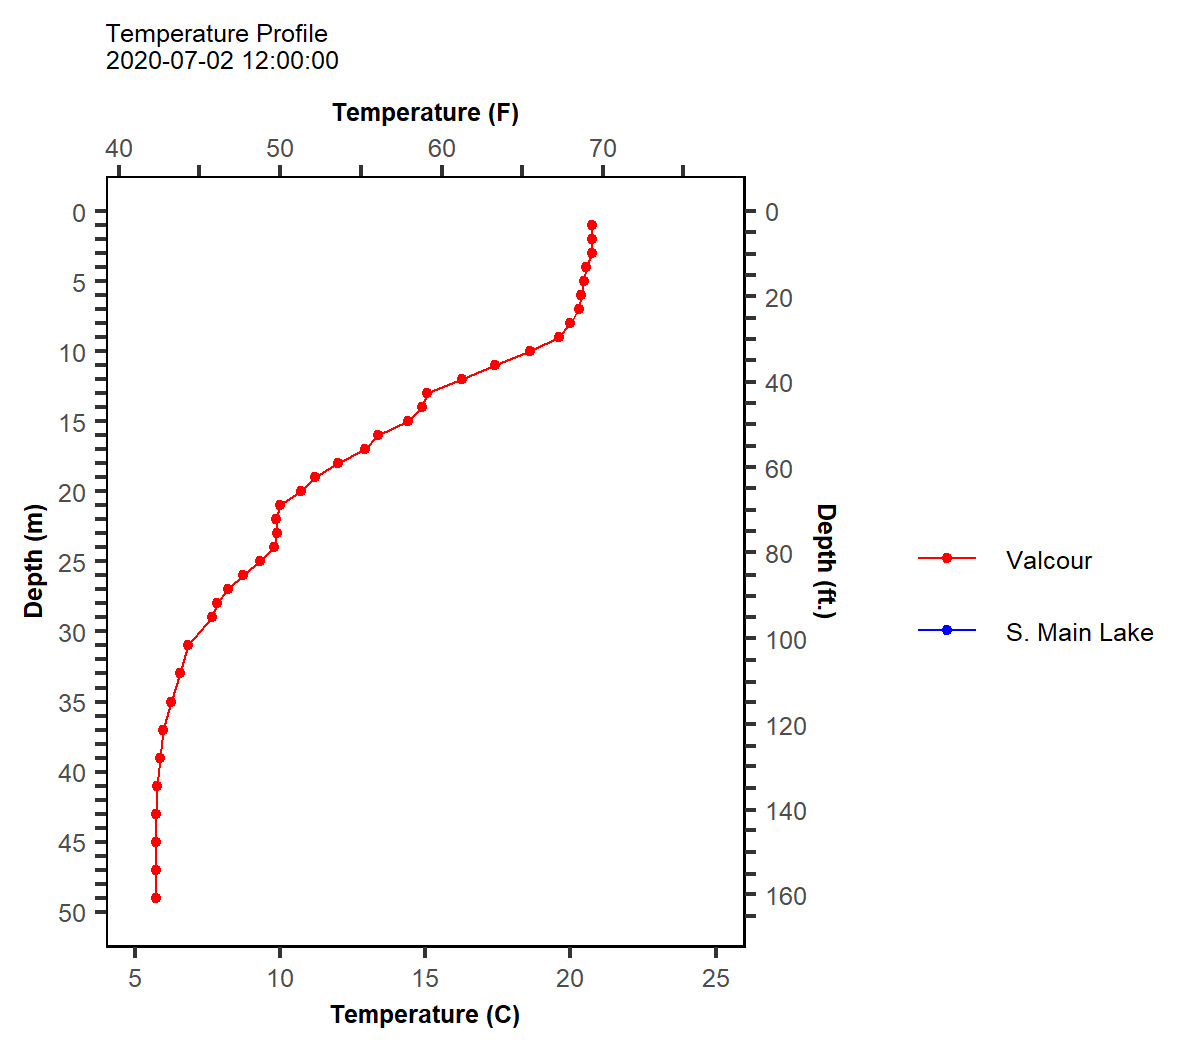 Temperature Profile
2020-07-02 12:00:00
Temperature (F)
40 50 60 70
0
5
10
15
20
25
30
35
40
45
50
Depth (m)
0
20
40
60
80
100
120
140
160
Depth (ft.)
5 10 15 20 25
Temperature (C)
Valcour
S. Main Lake